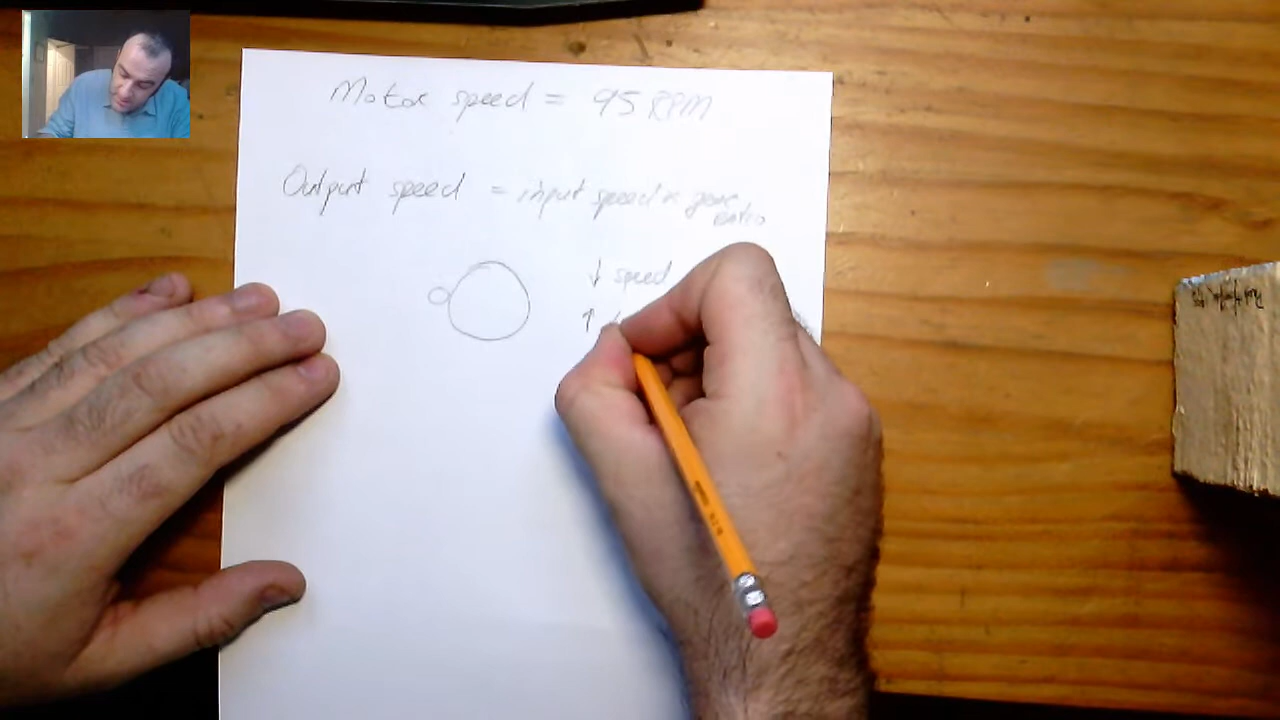 Motor speed = 95 RPM
Output speed = input speed × gear
ratio
↓ speed
↑